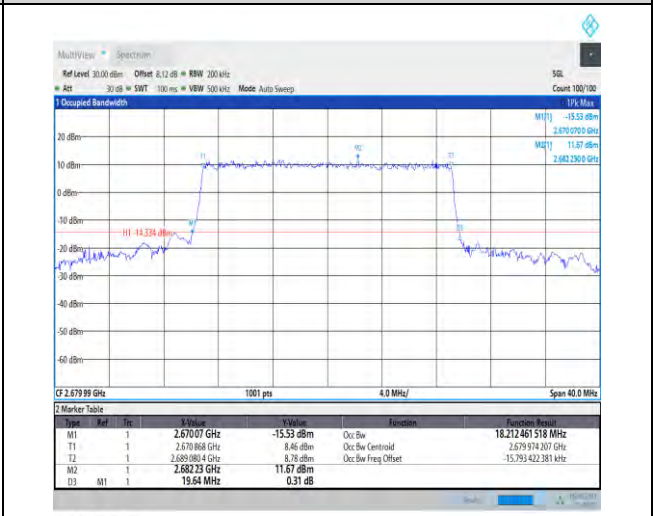 MultiView Spectrum
Ref Level 30.00 dBm Offset 8.12 dB RBW 200 kHz SGL
Att 30 dB SWT 100 ms VBW 500 kHz Mode Auto Sweep Count 100/100
1 Occupied Bandwidth 1Pk Max
M1[1] -15.53 dBm
2.670 070 0 GHz
M2[1] 11.67 dBm
2.682 230 0 GHz
20 dBm
M2
T1
10 dBm
0 dBm
-10 dBm
M1
H1 -14.334 dBm
-20 dBm
-30 dBm
-40 dBm
-50 dBm
-60 dBm
CF 2.679 99 GHz 1001 pts 4.0 MHz/ Span 40.0 MHz
2 Marker Table
Type Ref Trc X-Value Y-Value Function Function Result
M1 1 2.67007 GHz -15.53 dBm Occ Bw 18.212 461 518 MHz
T1 1 2.670 868 GHz 8.46 dBm Occ Bw Centroid 2.679 974 207 GHz
T2 1 2.689 080 4 GHz 8.78 dBm Occ Bw Freq Offset -15.793 422 381 kHz
M2 1 2.682 23 GHz 11.67 dBm
D3 M1 1 19.64 MHz 0.31 dB